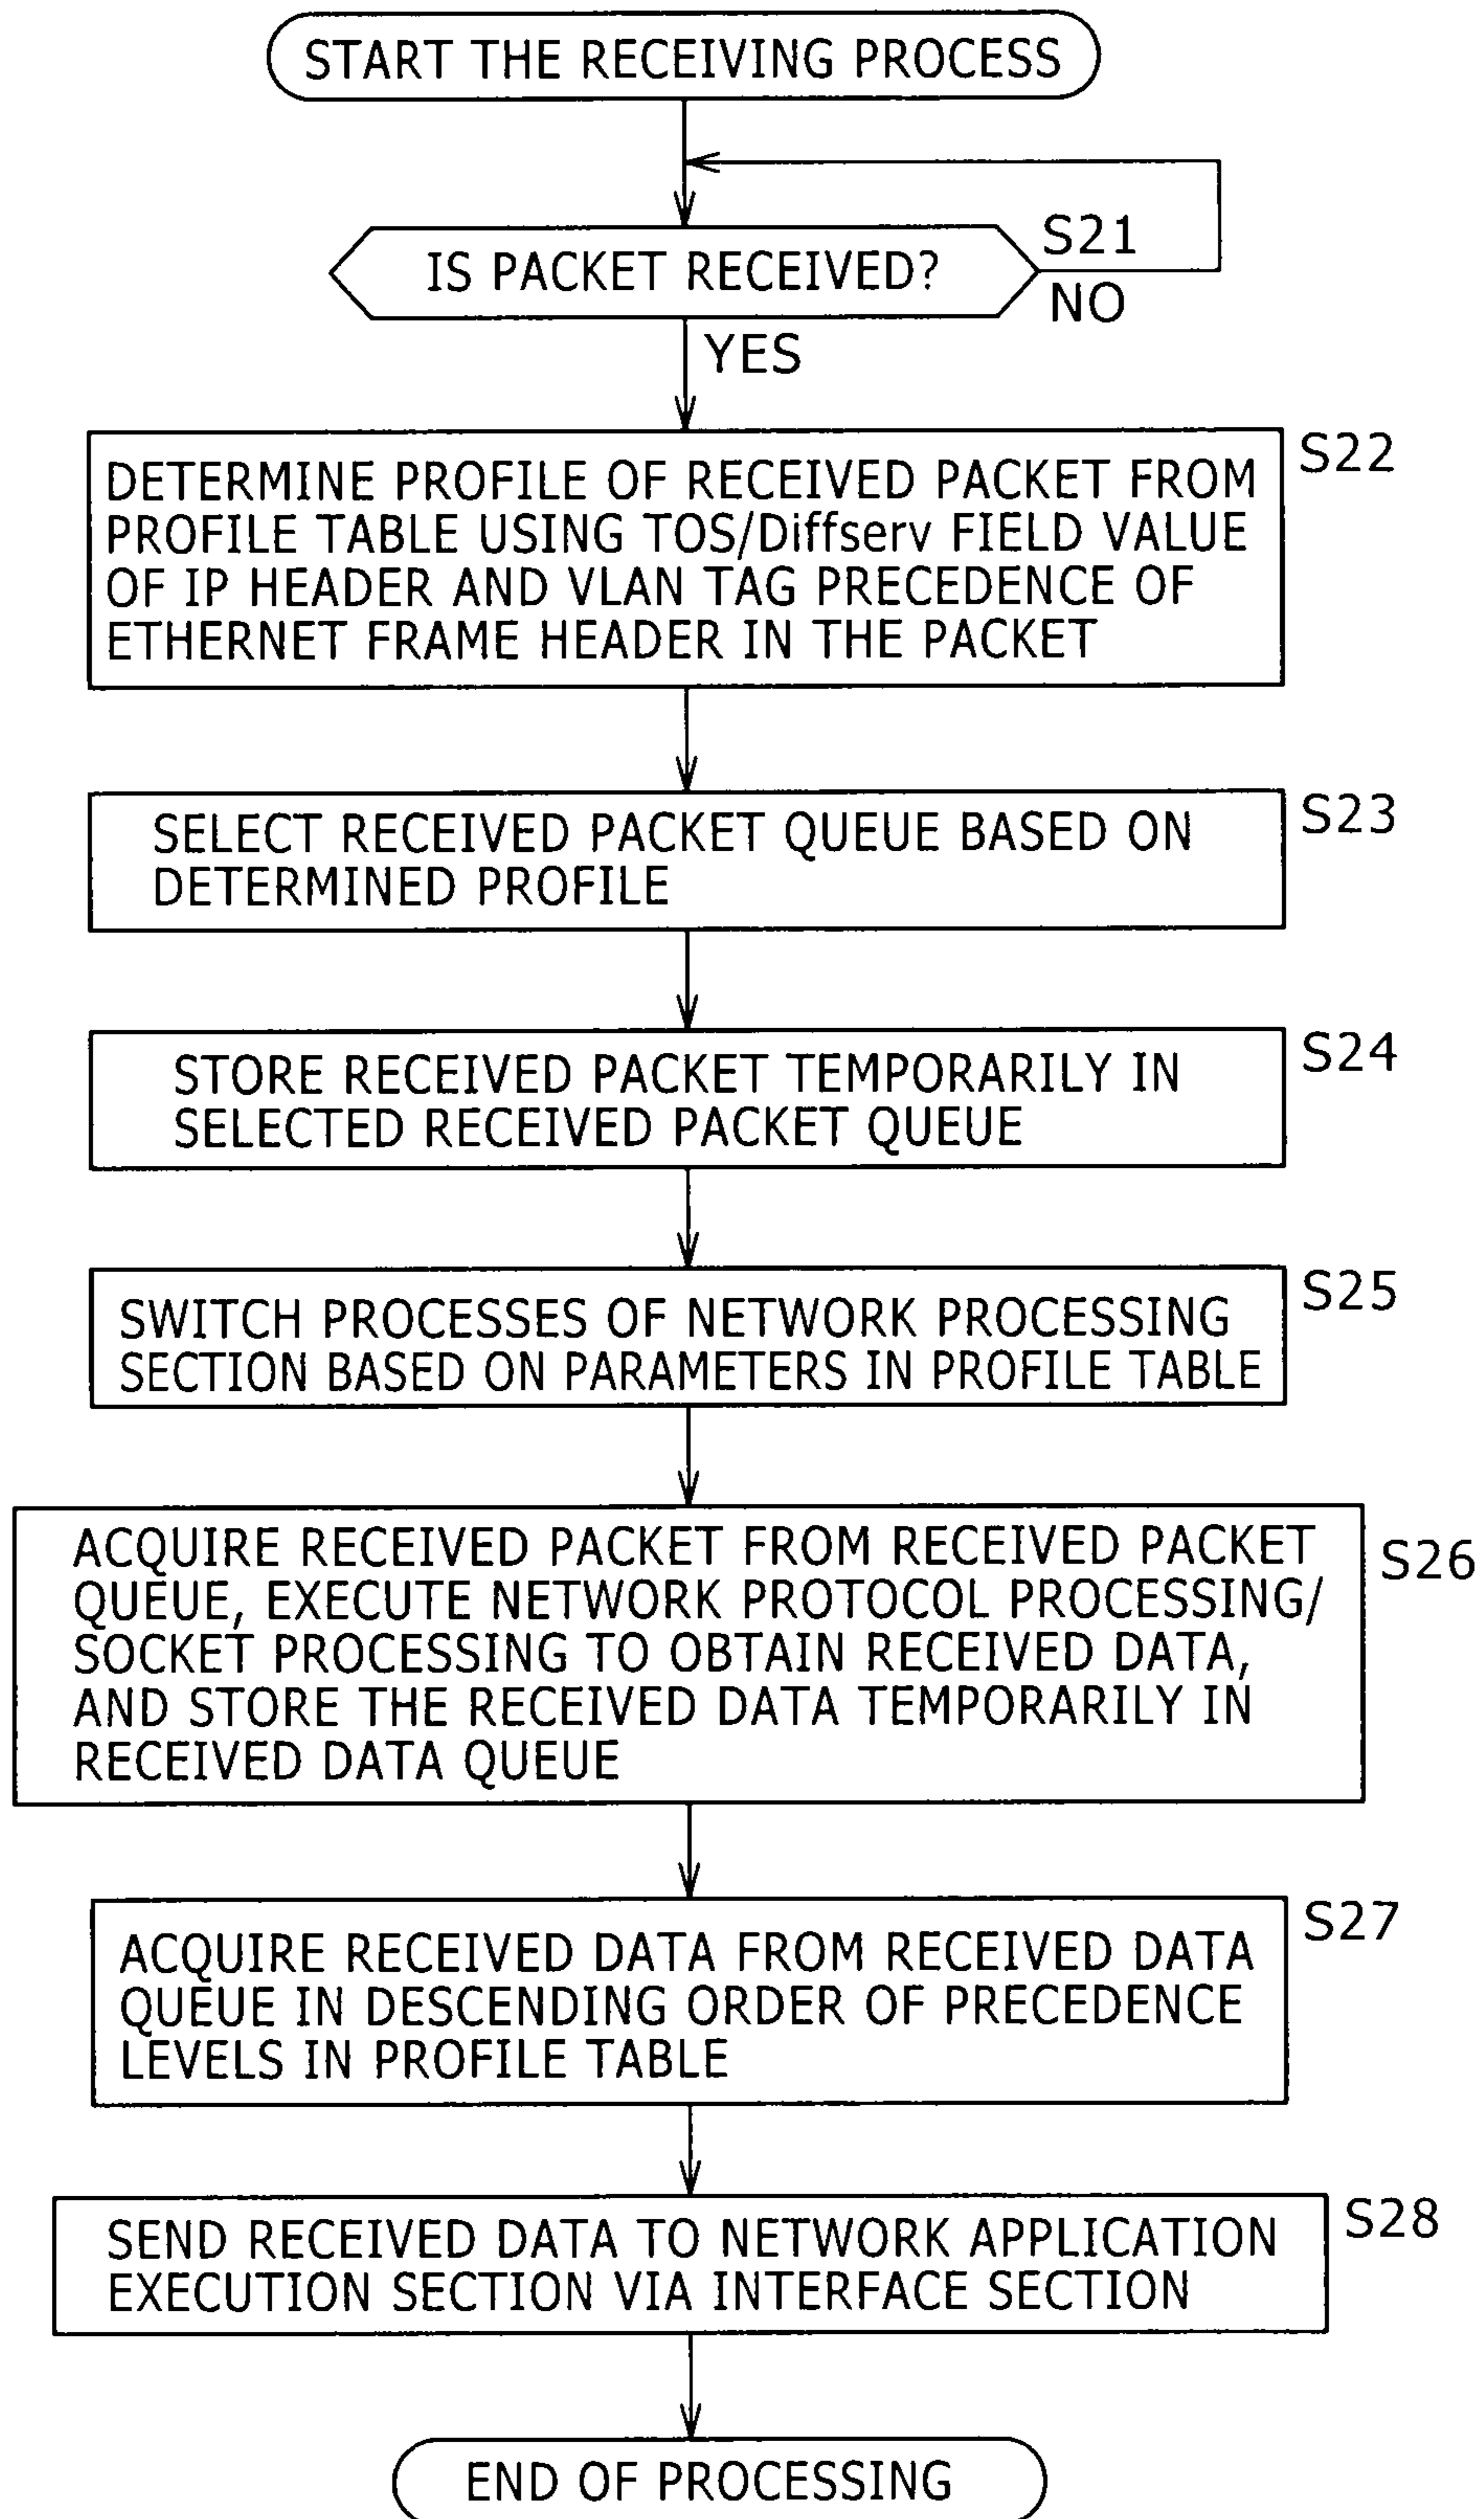 START THE RECEIVING PROCESS
S21
IS PACKET RECEIVED?
NO
YES
S22
DETERMINE PROFILE OF RECEIVED PACKET FROM
PROFILE TABLE USING TOS/Diffserv FIELD VALUE
OF IP HEADER AND VLAN TAG PRECEDENCE OF
ETHERNET FRAME HEADER IN THE PACKET
S23
SELECT RECEIVED PACKET QUEUE BASED ON
DETERMINED PROFILE
S24
STORE RECEIVED PACKET TEMPORARILY IN
SELECTED RECEIVED PACKET QUEUE
S25
SWITCH PROCESSES OF NETWORK PROCESSING
SECTION BASED ON PARAMETERS IN PROFILE TABLE
S26
ACQUIRE RECEIVED PACKET FROM RECEIVED PACKET
QUEUE, EXECUTE NETWORK PROTOCOL PROCESSING/
SOCKET PROCESSING TO OBTAIN RECEIVED DATA,
AND STORE THE RECEIVED DATA TEMPORARILY IN
RECEIVED DATA QUEUE
S27
ACQUIRE RECEIVED DATA FROM RECEIVED DATA
QUEUE IN DESCENDING ORDER OF PRECEDENCE
LEVELS IN PROFILE TABLE
S28
SEND RECEIVED DATA TO NETWORK APPLICATION
EXECUTION SECTION VIA INTERFACE SECTION
END OF PROCESSING